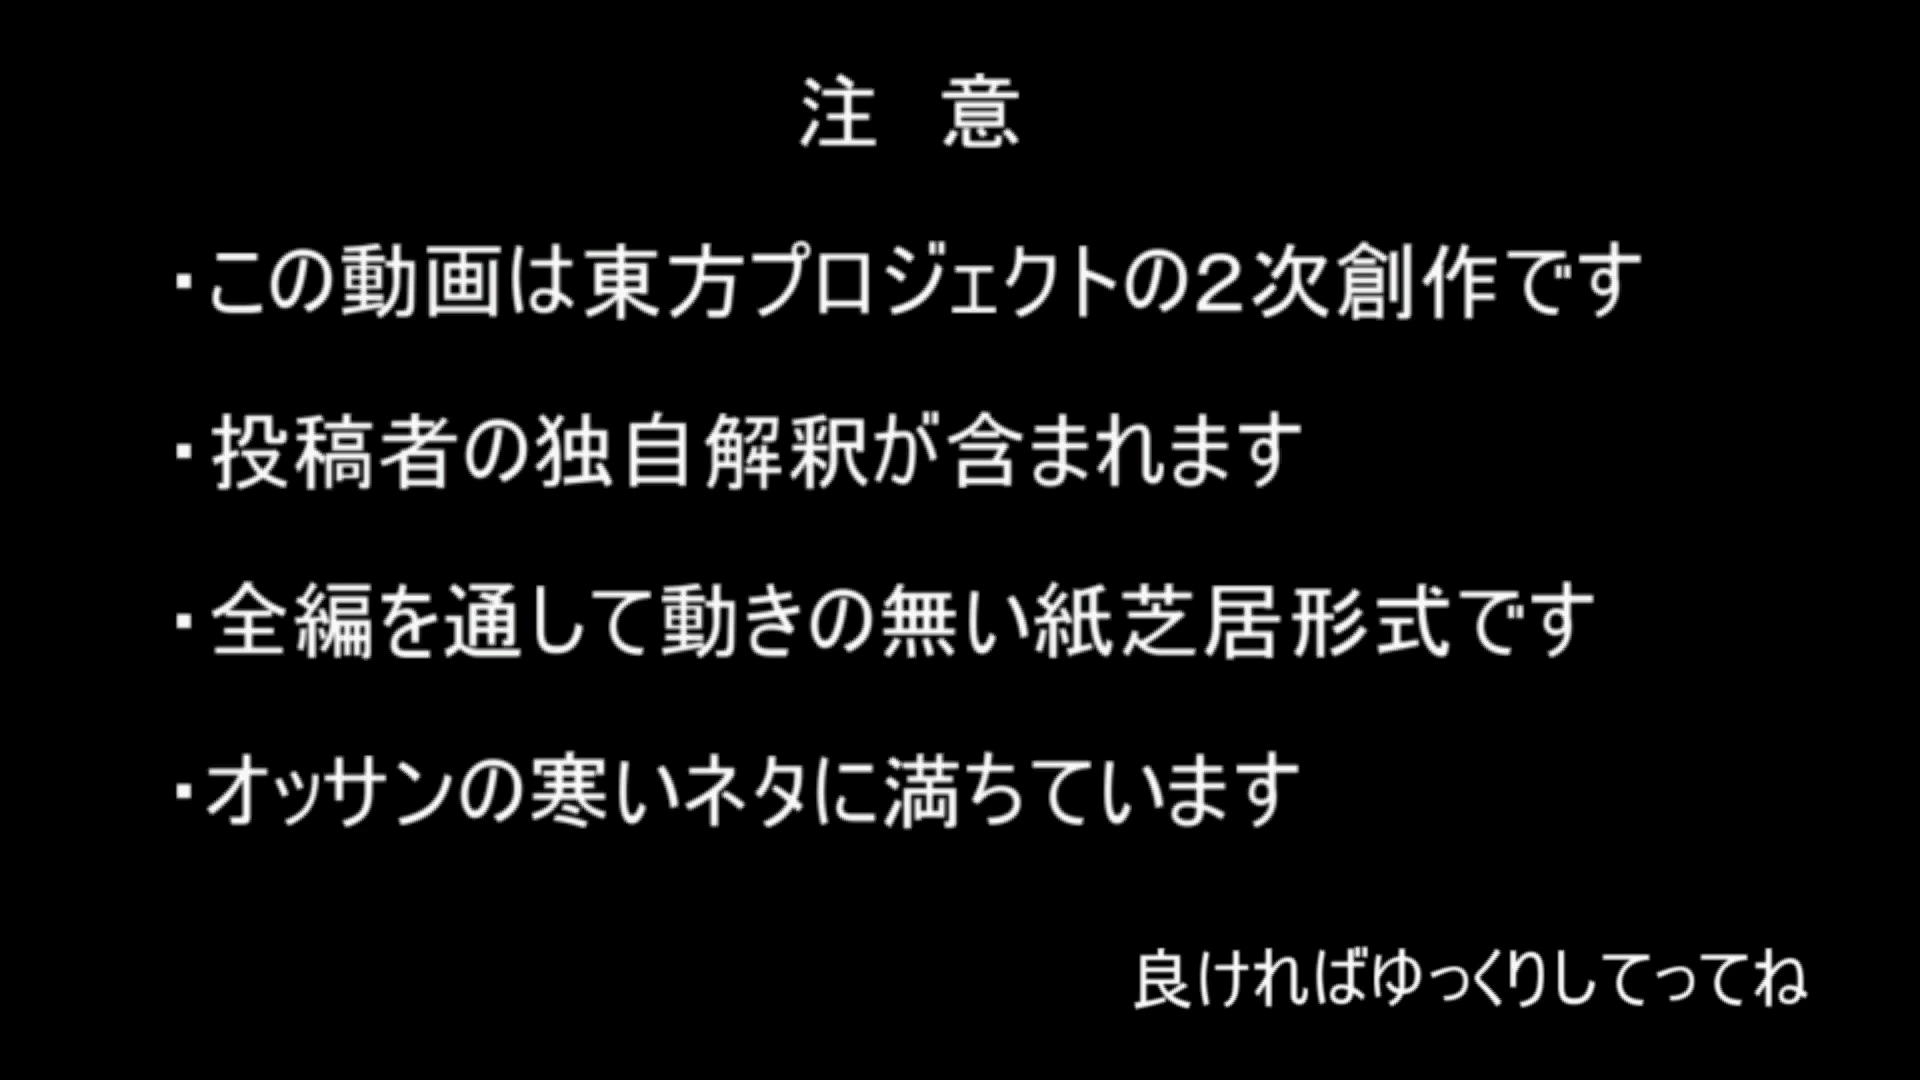 注　意
・この動画は東方プロジェクトの２次創作です
・投稿者の独自解釈が含まれます
・全編を通して動きの無い紙芝居形式です
・オッサンの寒いネタに満ちています
良ければゆっくりしてってね